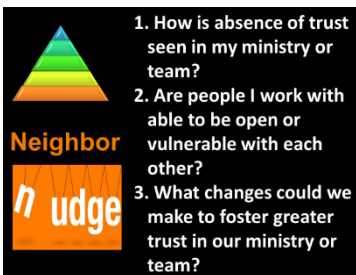 1. How is absence of trust
seen in my ministry or
team?
2. Are people I work with
able to be open or
vulnerable with each
other?
3. What changes could we
make to foster greater
trust in our ministry or
team?
Neighbor
nudge